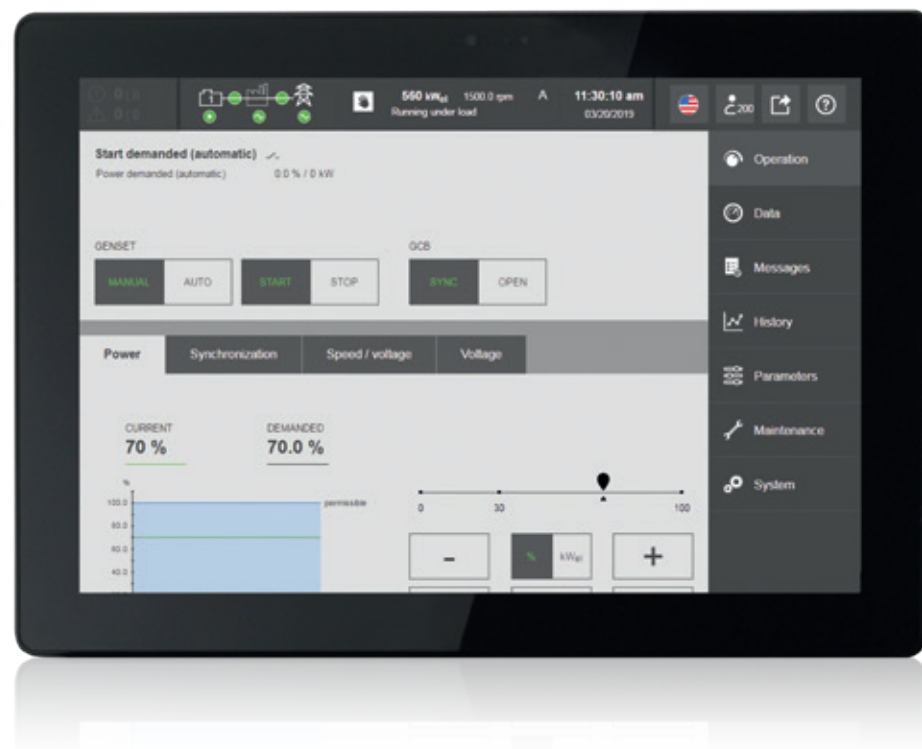 560 kWel 1500.0 rpm A 11:30:10 am
Running under load 03/20/2019
200
Start demanded (automatic)
Power demanded (automatic) 0.0 % / 0 kW
GENSET GCB
MANUAL AUTO START STOP SYNC OPEN
Power Synchronization Speed / voltage Voltage
CURRENT DEMANDED
70 % 70.0 %
%
100.0 permissible
80.0
60.0
40.0
0 30 100
- % kWel +
Operation
Data
Messages
History
Parameters
Maintenance
System